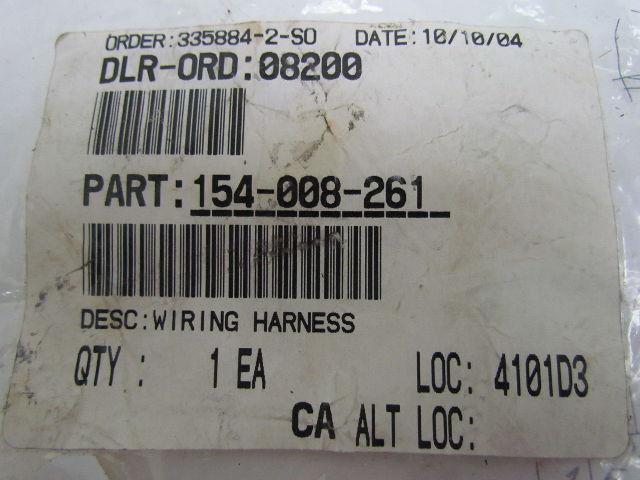 ORDER:335884-2-SO DATE:10/10/04
DLR-ORD:08200
PART:154-008-261
DESC:WIRING HARNESS
QTY : 1 EA LOC: 4101D3
CA ALT LOC: